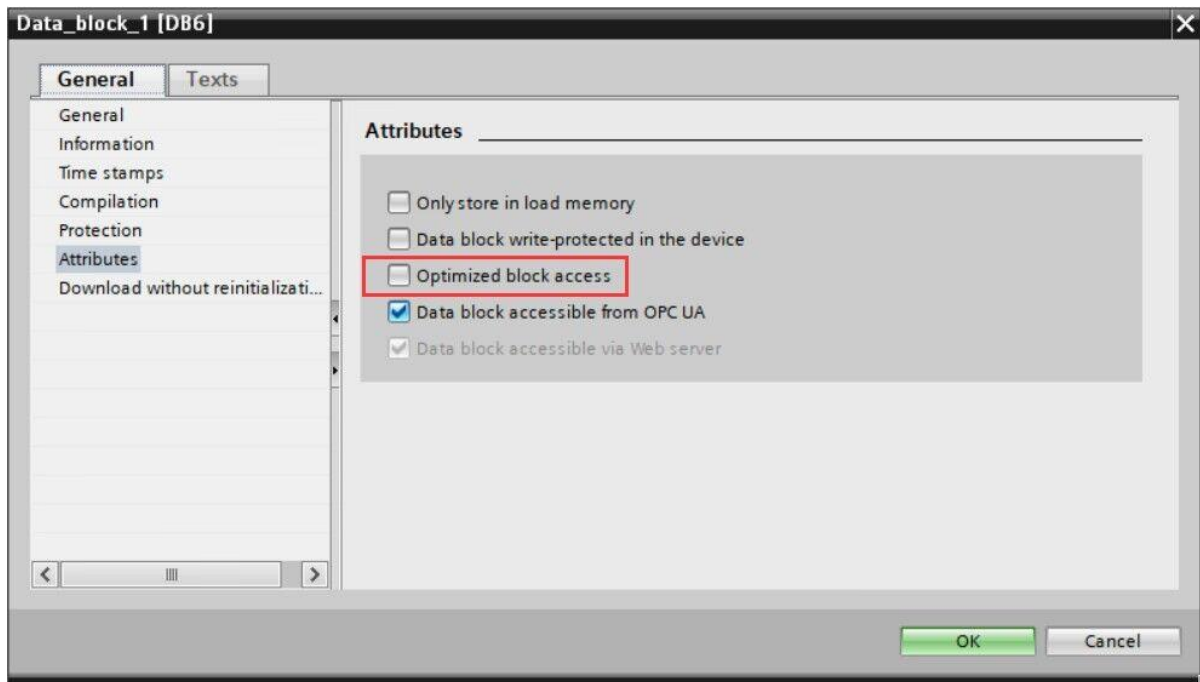 Data_block_1 [DB6]
General
Texts
General
Information
Time stamps
Compilation
Protection
Attributes
Download without reinitializati...
Attributes
Only store in load memory
Data block write-protected in the device
Optimized block access
Data block accessible from OPC UA
Data block accessible via Web server
OK
Cancel